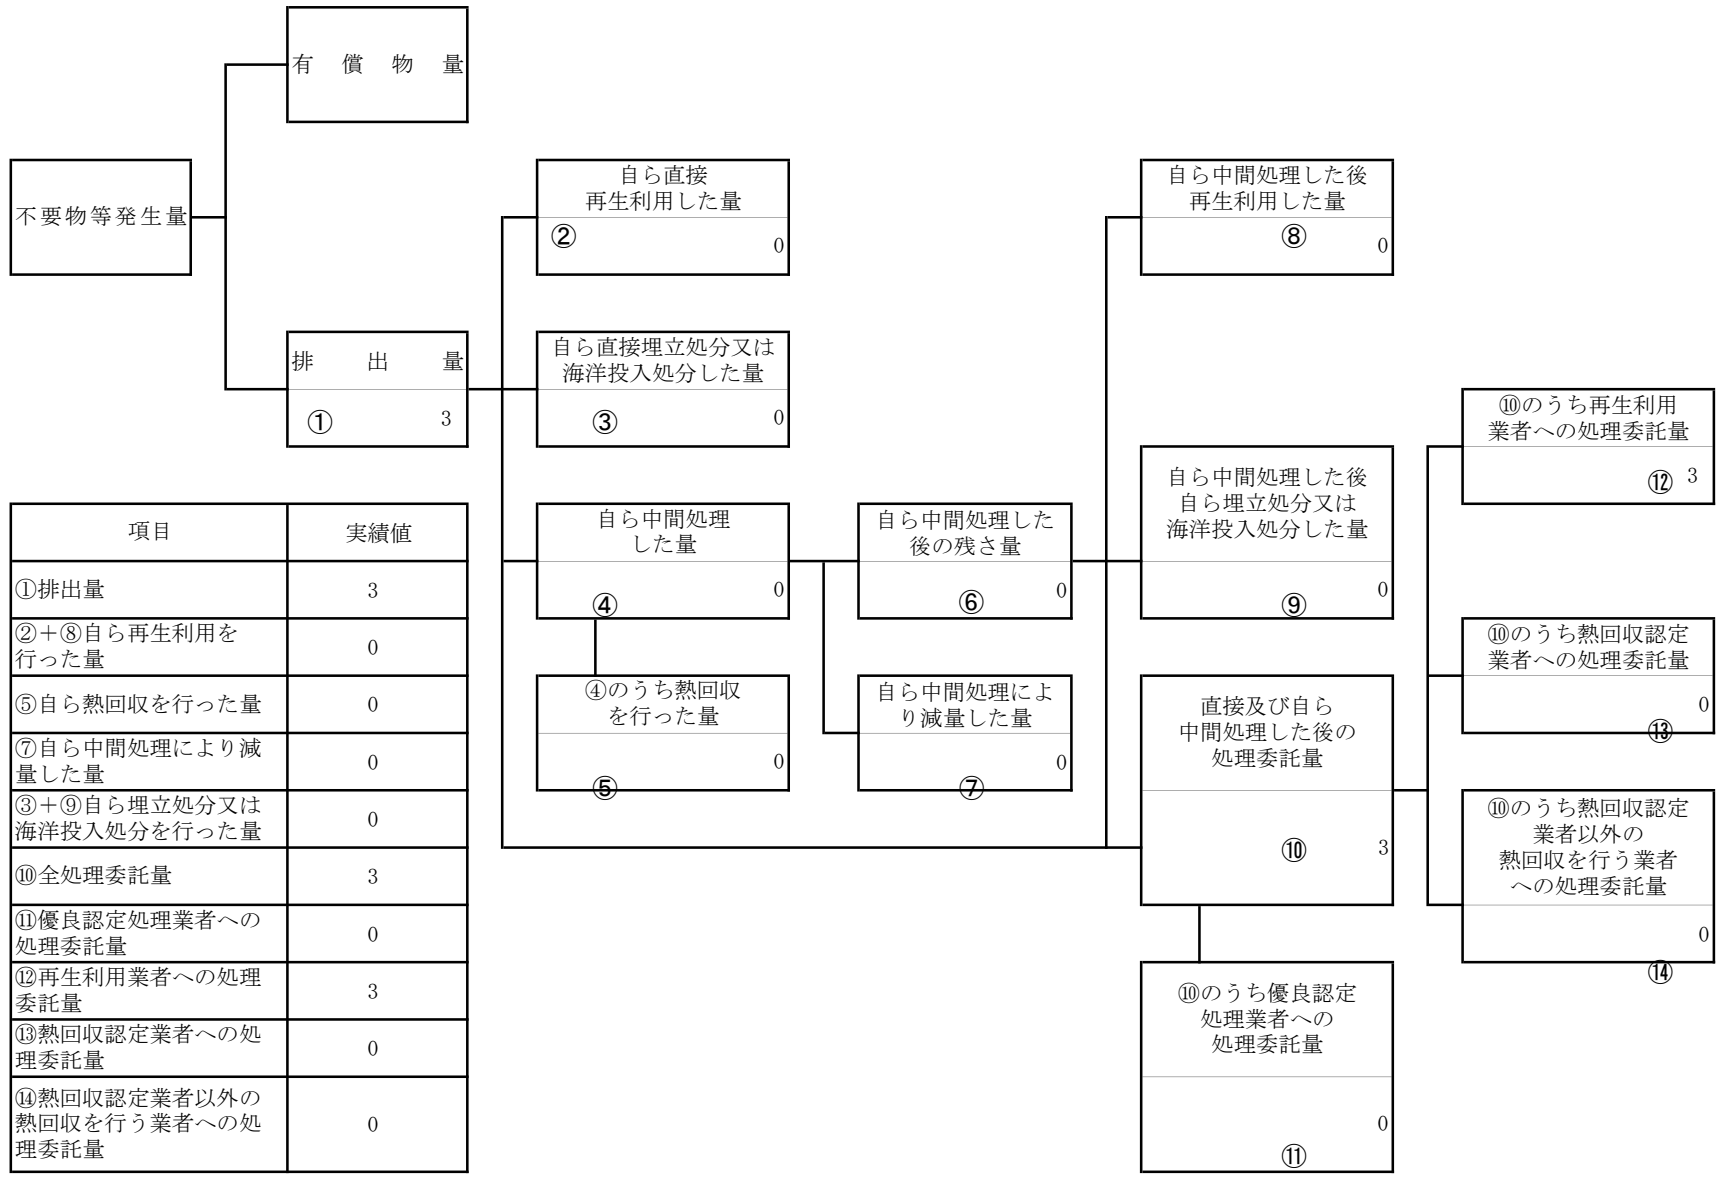 有償物量
不要物等発生量
排出量
①
3
自ら直接
再生利用した量
②
0
自ら直接埋立処分又は
海洋投入処分した量
③
0
自ら中間処理
した量
④
0
④のうち熱回収
を行った量
⑤
0
自ら中間処理した
後の残さ量
⑥
0
自ら中間処理によ
り減量した量
⑦
0
自ら中間処理した後
再生利用した量
⑧
0
自ら中間処理した後
自ら埋立処分又は
海洋投入処分した量
⑨
0
直接及び自ら
中間処理した後の
処理委託量
⑩
3
⑩のうち優良認定
処理業者への
処理委託量
⑪
0
⑩のうち再生利用
業者への処理委託量
⑫
3
⑩のうち熱回収認定
業者への処理委託量
⑬
0
⑩のうち熱回収認定
業者以外の
熱回収を行う業者
への処理委託量
⑭
0
項目 実績値
①排出量 3
②+⑧自ら再生利用を
行った量 0
⑤自ら熱回収を行った量 0
⑦自ら中間処理により減
量した量 0
③+⑨自ら埋立処分又は
海洋投入処分を行った量 0
⑩全処理委託量 3
⑪優良認定処理業者への
処理委託量 0
⑫再生利用業者への処理
委託量 3
⑬熱回収認定業者への処
理委託量 0
⑭熱回収認定業者以外の
熱回収を行う業者への処
理委託量 0